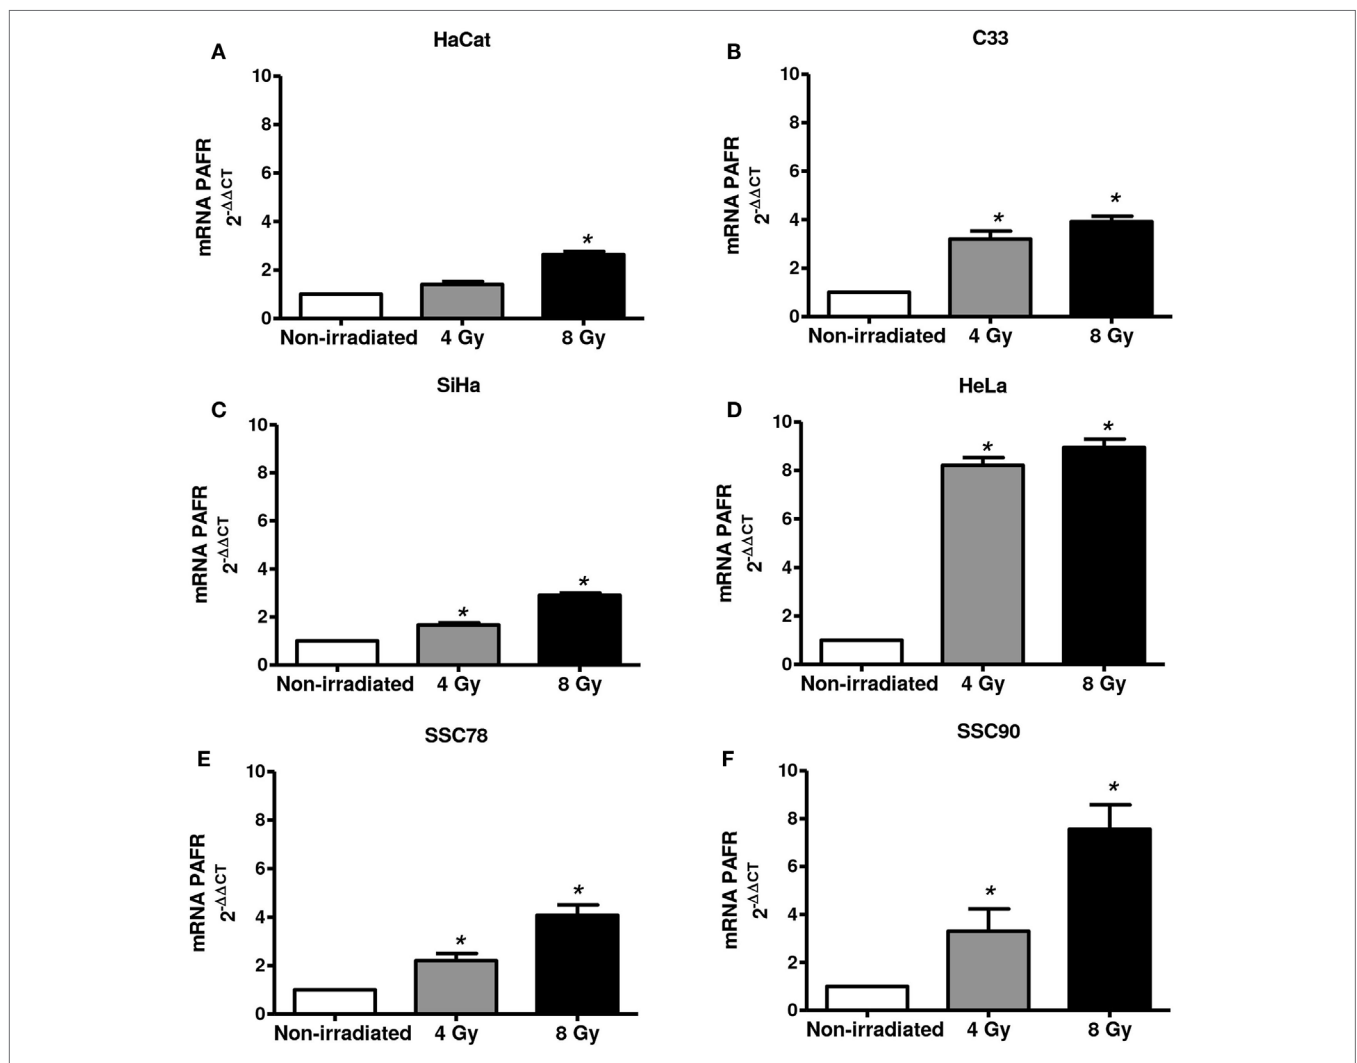 A
HaCat
10
8
6
4
2
0
mRNA PAFR
2-ΔΔCT
*
Non-irradiated 4 Gy 8 Gy
B
C33
10
8
6
4
2
0
mRNA PAFR
2-ΔΔCT
*
*
Non-irradiated 4 Gy 8 Gy
C
SiHa
10
8
6
4
2
0
mRNA PAFR
2-ΔΔCT
*
*
Non-irradiated 4 Gy 8 Gy
D
HeLa
10
8
6
4
2
0
mRNA PAFR
2-ΔΔCT
*
*
Non-irradiated 4 Gy 8 Gy
E
SSC78
10
8
6
4
2
0
mRNA PAFR
2-ΔΔCT
*
*
Non-irradiated 4 Gy 8 Gy
F
SSC90
10
8
6
4
2
0
mRNA PAFR
2-ΔΔCT
*
*
Non-irradiated 4 Gy 8 Gy